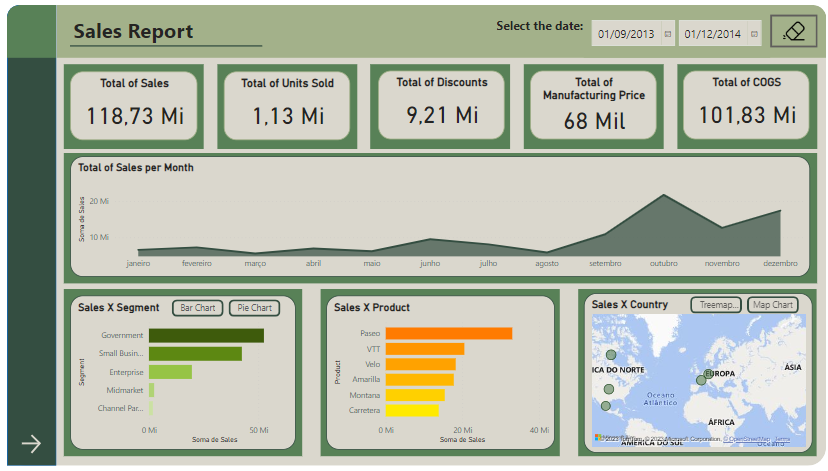 Sales Report
Select the date:
01/09/2013
01/12/2014
Total of Sales
118,73 Mi
Total of Units Sold
1,13 Mi
Total of Discounts
9,21 Mi
Total of
Manufacturing Price
68 Mil
Total of COGS
101,83 Mi
Total of Sales per Month
Soma de Sales
20 Mi
10 Mi
janeiro fevereiro março abril maio junho julho agosto setembro outubro novembro dezembro
Sales X Segment
Bar Chart
Pie Chart
Segment
Government
Small Busin...
Enterprise
Midmarket
Channel Par...
0 Mi 50 Mi
Soma de Sales
Sales X Product
Product
Paseo
VTT
Velo
Amarilla
Montana
Carretera
0 Mi 20 Mi 40 Mi
Soma de Sales
Sales X Country
Treemap...
Map Chart
ICA DO NORTE
EUROPA
ÁSIA
Oceano
Atlântico
ÁFRICA
AMÉRICA DO SUL
© 2023 TomTom, © 2023 Microsoft Corporation, © OpenStreetMap Terms